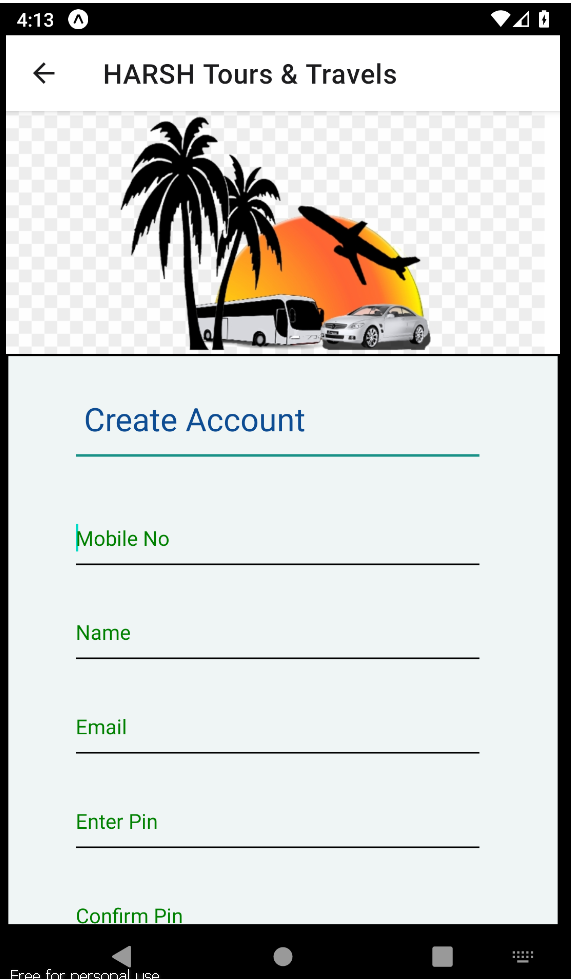 4:13
HARSH Tours & Travels
Create Account
Mobile No
Name
Email
Enter Pin
Confirm Pin
Free for personal use